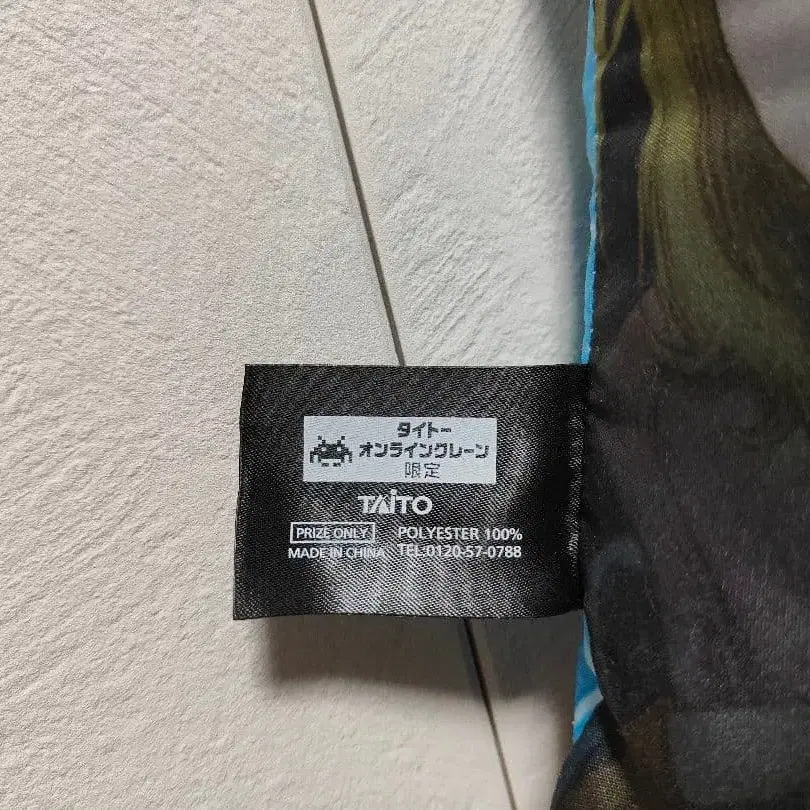 タイトー
オンラインクレーン
限定
TAITO
PRIZE ONLY POLYESTER 100%
MADE IN CHINA TEL:0120-57-0788